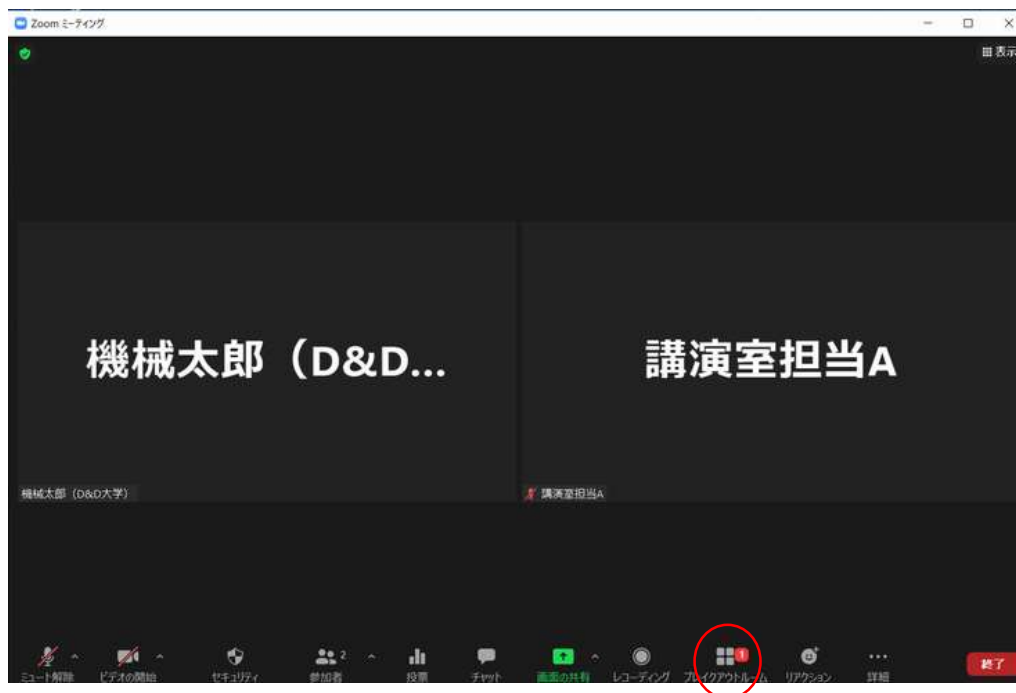 Zoom ミーティング
表示
機械太郎（D&D...
講演室担当A
機械太郎（D&D大学）
講演室担当A
ミュート解除
ビデオの開始
セキュリティ
参加者
2
投票
チャット
画面の共有
レコーディング
ブレイクアウトルーム
1
リアクション
詳細
終了